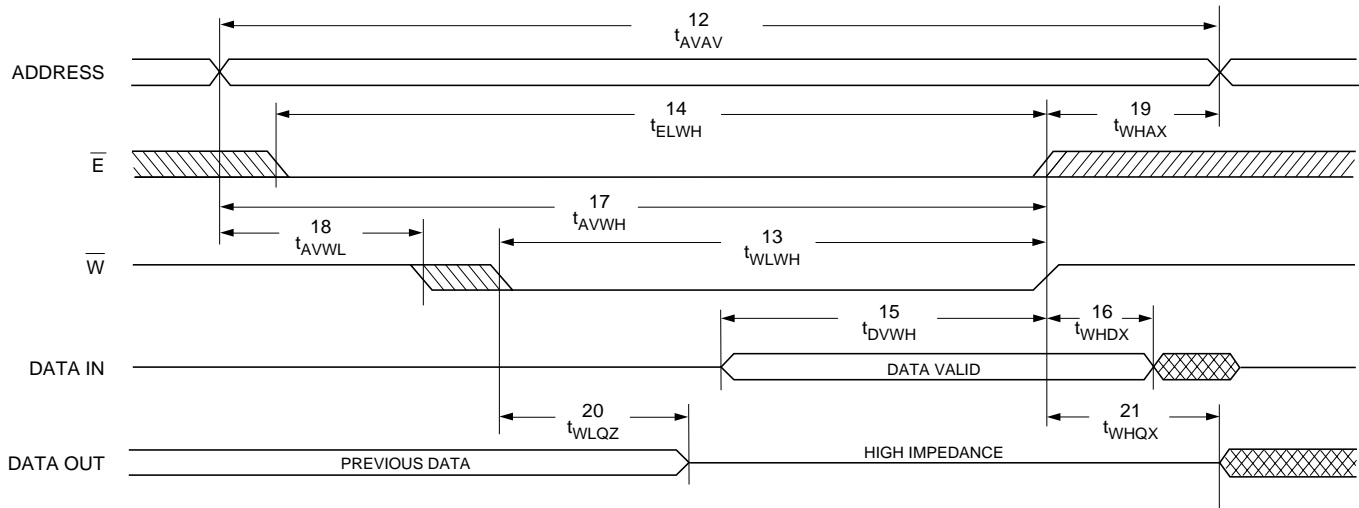 12
tAVAV
ADDRESS
14
tELWH
19
tWHAX
E
17
tAVWH
18
tAVWL
13
tWLWH
W
15
tDVWH
16
tWHDX
DATA IN
DATA VALID
20
tWLQZ
21
tWHQX
DATA OUT
PREVIOUS DATA
HIGH IMPEDANCE